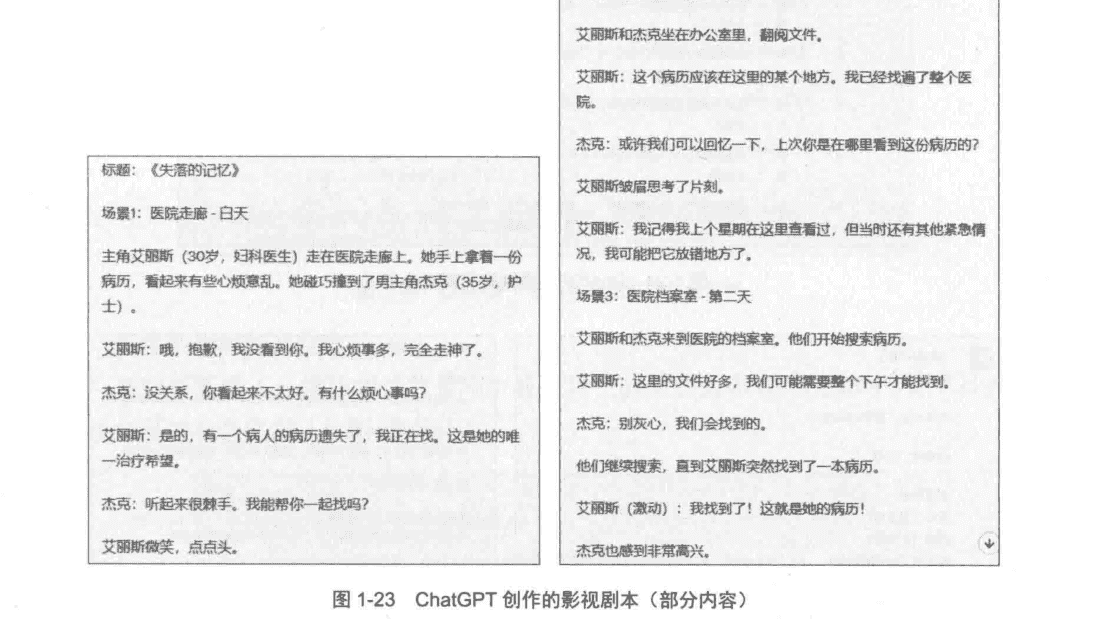 标题：《失落的记忆》
场景1：医院走廊 - 白天
主角艾丽斯（30岁，妇科医生）走在医院走廊上。她手上拿着一份
病历，看起来有些心烦意乱。她碰巧撞到了男主角杰克（35岁，护
士）。
艾丽斯：哦，抱歉，我没看到你。我心烦事多，完全走神了。
杰克：没关系，你看起来不太好。有什么烦心事吗？
艾丽斯：是的，有一个病人的病历遗失了，我正在找。这是她的唯
一治疗希望。
杰克：听起来很棘手。我能帮你一起找吗？
艾丽斯微笑，点点头。
艾丽斯和杰克坐在办公室里，翻阅文件。
艾丽斯：这个病历应该在这里的某个地方。我已经找遍了整个医
院。
杰克：或许我们可以回忆一下，上次你是在哪里看到这份病历的？
艾丽斯皱眉思考了片刻。
艾丽斯：我记得我上个星期在这里查看过，但当时还有其他紧急情
况，我可能把它放错地方了。
场景3：医院档案室 - 第二天
艾丽斯和杰克来到医院的档案室。他们开始搜索病历。
艾丽斯：这里的文件好多，我们可能需要整个下午才能找到。
杰克：别灰心，我们会找到的。
他们继续搜索，直到艾丽斯突然找到了一本病历。
艾丽斯（激动）：我找到了！这就是她的病历！
杰克也感到非常高兴。
图 1-23 ChatGPT 创作的影视剧本（部分内容）